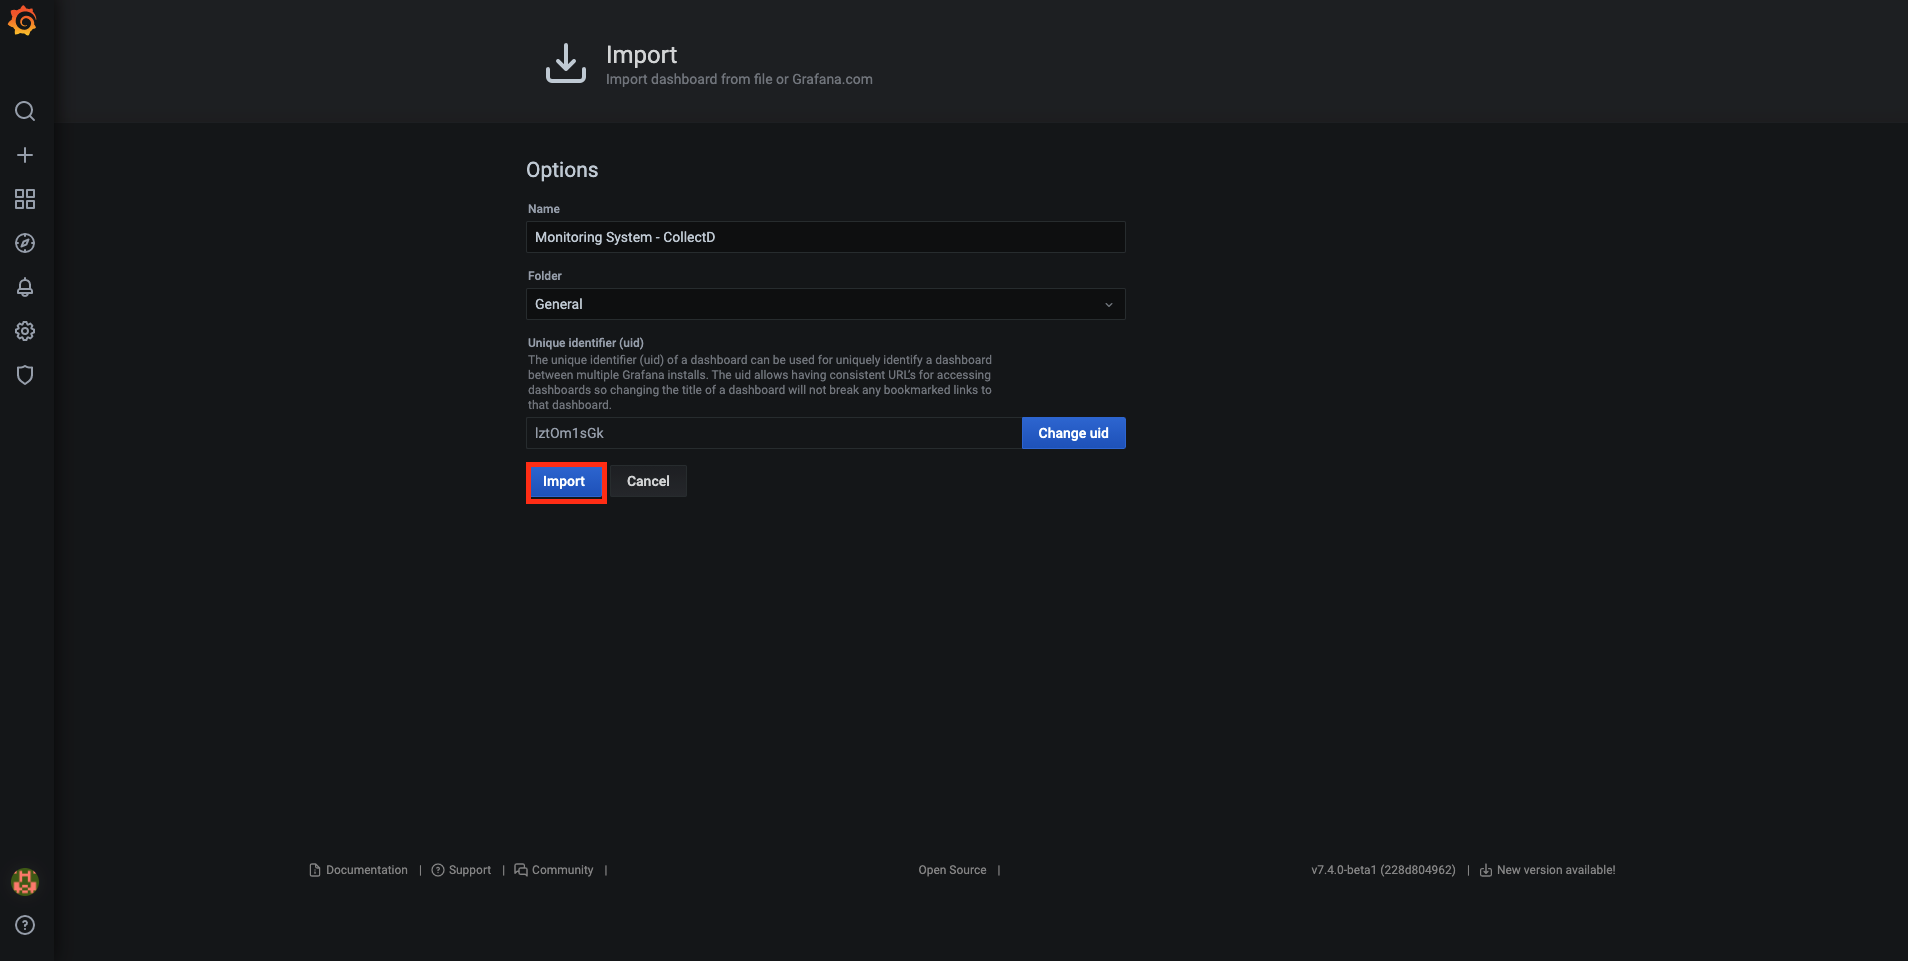 Import
Import dashboard from file or Grafana.com
Options
Name
Monitoring System - CollectD
Folder
General
Unique identifier (uid)
The unique identifier (uid) of a dashboard can be used for uniquely identify a dashboard
between multiple Grafana installs. The uid allows having consistent URL's for accessing
dashboards so changing the title of a dashboard will not break any bookmarked links to
that dashboard.
lztOm1sGk
Change uid
Import
Cancel
Documentation | Support | Community |
Open Source |
v7.4.0-beta1 (228d804962) | New version available!